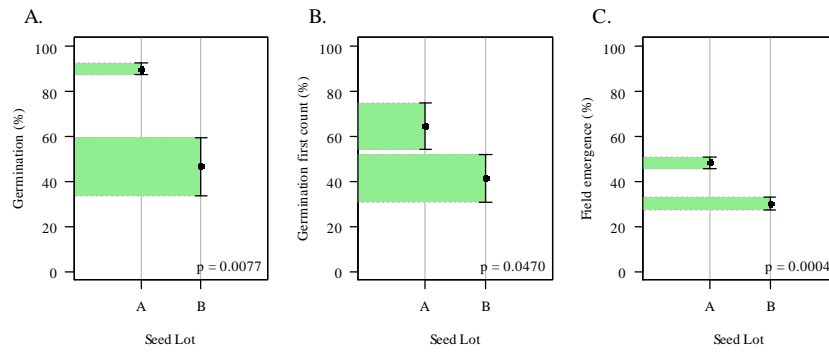 A.
Germination (%)
100
80
60
40
20
0
p = 0.0077
A B
Seed Lot
B.
Germination first count (%)
100
80
60
40
20
0
p = 0.0470
A B
Seed Lot
C.
Field emergence (%)
100
80
60
40
20
0
p = 0.0004
A B
Seed Lot